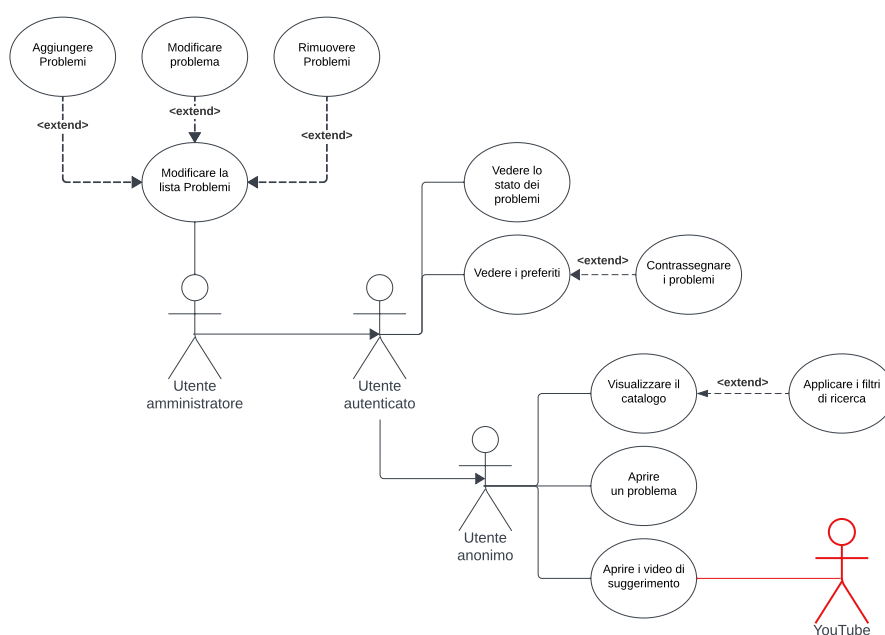 Aggiungere
Problemi
Modificare
problema
Rimuovere
Problemi
<extend>
<extend>
<extend>
Modificare la
lista Problemi
Vedere lo
stato dei
problemi
Vedere i preferiti
<extend>
Contrassegnare
i problemi
Utente
amministratore
Utente
autenticato
Visualizzare il
catalogo
<extend>
Applicare i filtri
di ricerca
Aprire
un problema
Utente
anonimo
Aprire i video di
suggerimento
YouTube